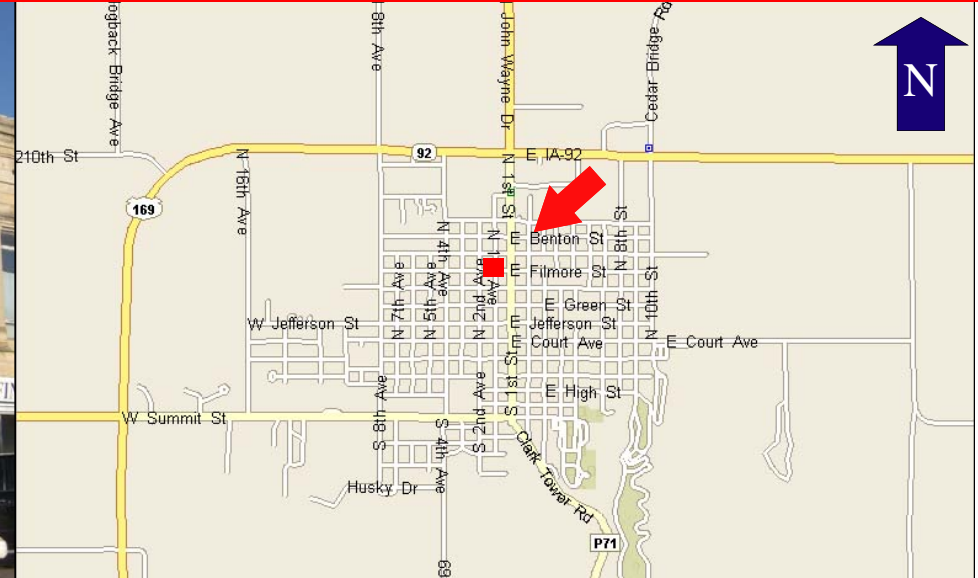 ogback Bridge Ave
8th Ave
John Wayne Dr
Cedar Bridge Rd
N
210th St
92
E IA-92
N 16th Ave
N 1st St
169
N 4th Ave
E Benton St
N 8th St
N 1
Ave
E Filmore St
N 7th Ave
N 5th Ave
N 2nd Ave
N 10th St
E Green St
W Jefferson St
E Jefferson St
E Court Ave
E Court Ave
S 1st St
E High St
S 8th Ave
S 2nd Ave
W Summit St
S 4th Ave
Clark Tower Rd
Husky Dr
P71
69